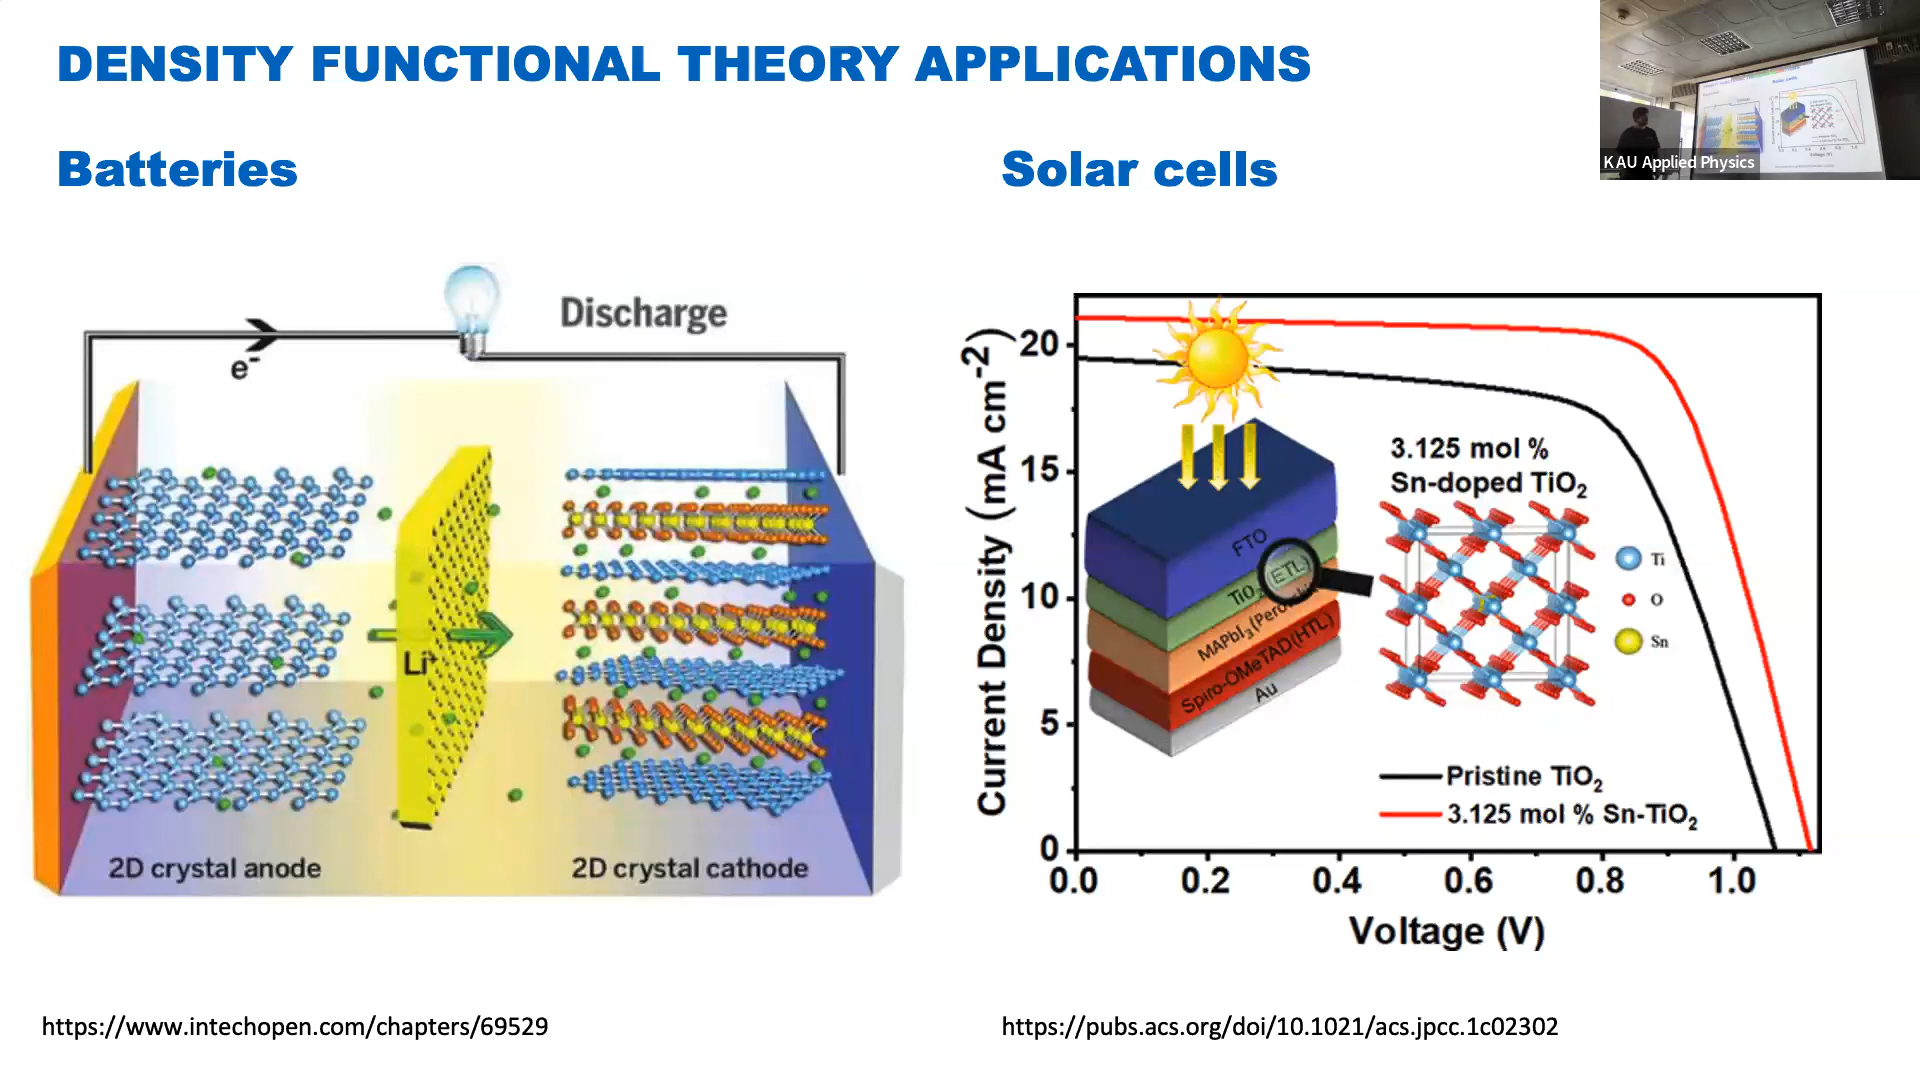 DENSITY FUNCTIONAL THEORY APPLICATIONS
KAU Applied Physics
Batteries
Solar cells
Discharge
e-
Li+
2D crystal anode
2D crystal cathode
https://www.intechopen.com/chapters/69529
Current Density (mA cm-2)
20
15
10
5
0
0.0 0.2 0.4 0.6 0.8 1.0
Voltage (V)
3.125 mol %
Sn-doped TiO2
FTO
TiO2 (ETL)
MAPbI3
Spiro-OMeTAD(HTL)
Au
Ti
O
Sn
Pristine TiO2
3.125 mol % Sn-TiO2
https://pubs.acs.org/doi/10.1021/acs.jpcc.1c02302